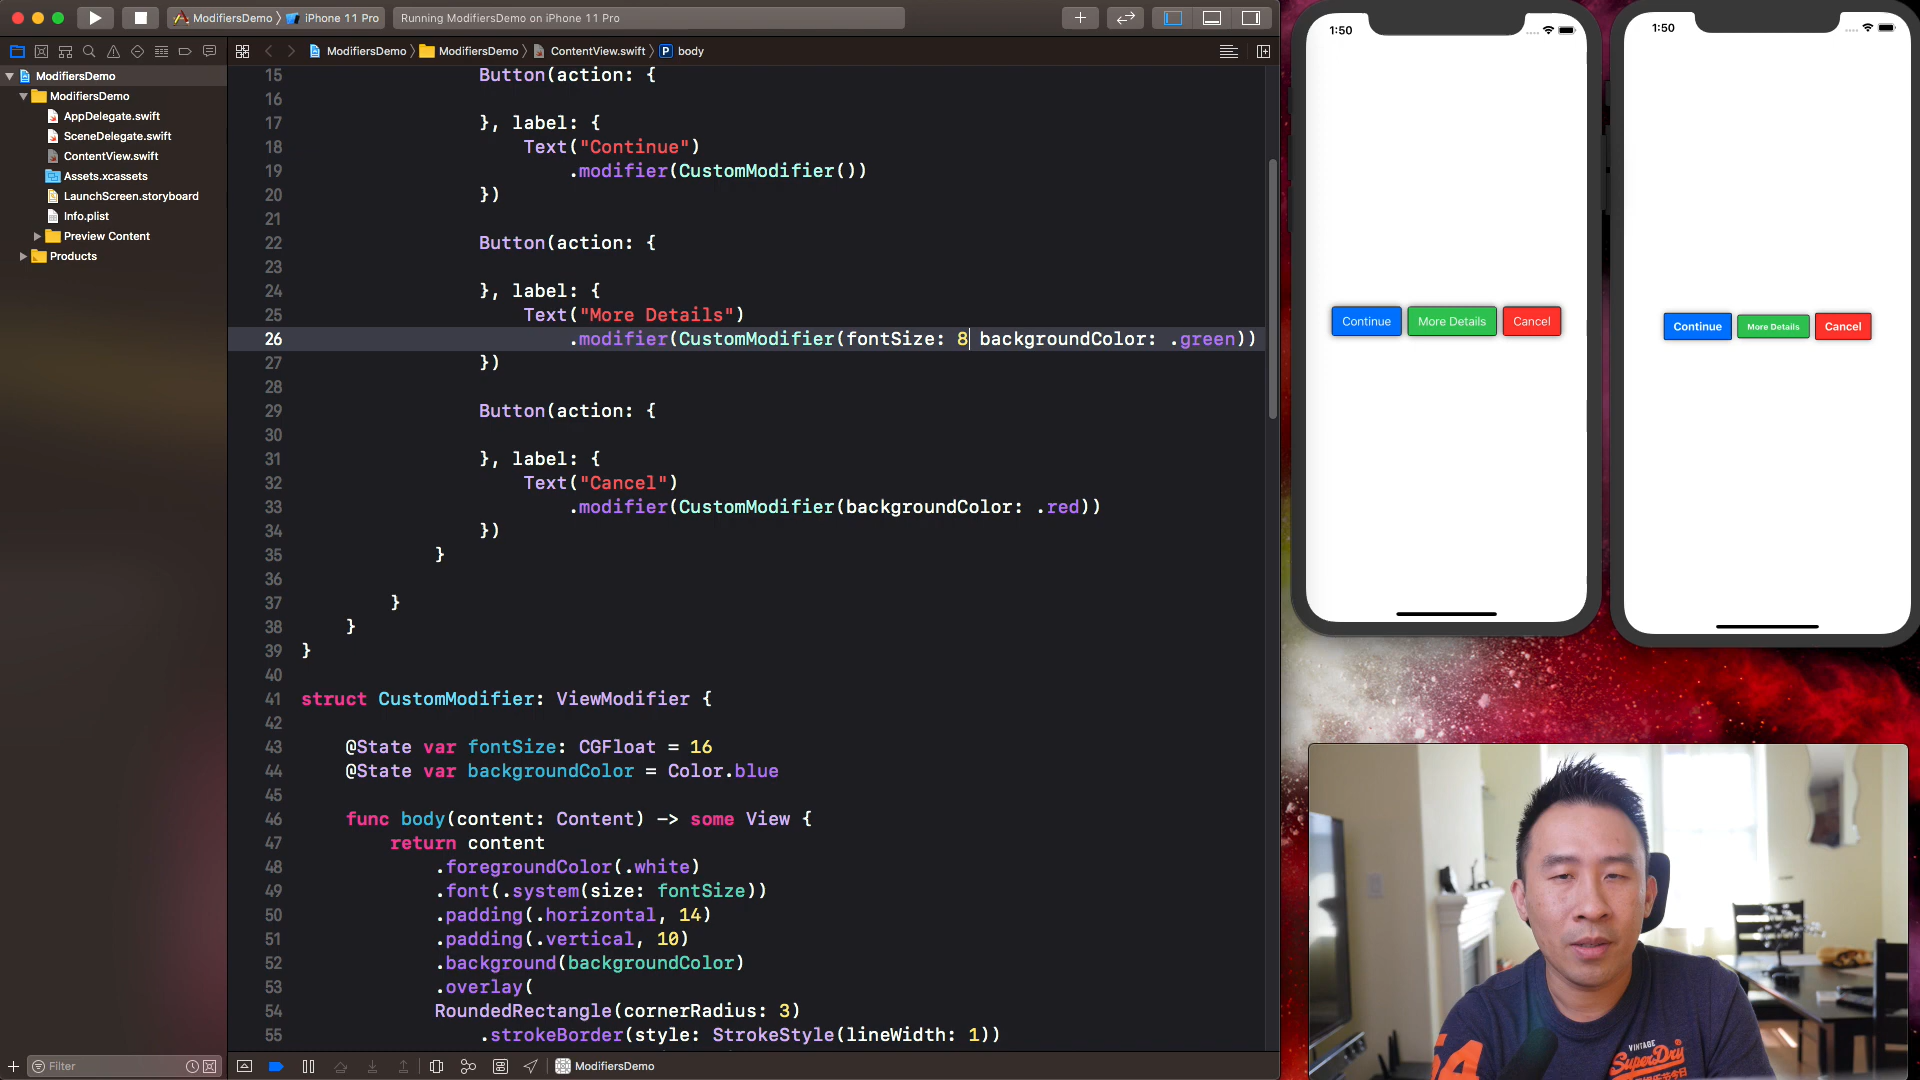 ModifiersDemo
iPhone 11 Pro
Running ModifiersDemo on iPhone 11 Pro
ModifiersDemo
ModifiersDemo
ContentView.swift
P
body
ModifiersDemo
ModifiersDemo
AppDelegate.swift
SceneDelegate.swift
ContentView.swift
Assets.xcassets
LaunchScreen.storyboard
Info.plist
Preview Content
Products
15 Button(action: {
16
17 }, label: {
18 Text("Continue")
19 .modifier(CustomModifier())
20 })
21
22 Button(action: {
23
24 }, label: {
25 Text("More Details")
26 .modifier(CustomModifier(fontSize: 8 backgroundColor: .green))
27 })
28
29 Button(action: {
30
31 }, label: {
32 Text("Cancel")
33 .modifier(CustomModifier(backgroundColor: .red))
34 })
35 }
36
37 }
38 }
39 }
40
41 struct CustomModifier: ViewModifier {
42
43 @State var fontSize: CGFloat = 16
44 @State var backgroundColor = Color.blue
45
46 func body(content: Content) -> some View {
47 return content
48 .foregroundColor(.white)
49 .font(.system(size: fontSize))
50 .padding(.horizontal, 14)
51 .padding(.vertical, 10)
52 .background(backgroundColor)
53 .overlay(
54 RoundedRectangle(cornerRadius: 3)
55 .strokeBorder(style: StrokeStyle(lineWidth: 1))
Filter
ModifiersDemo
1:50
Continue
More Details
Cancel
1:50
Continue
More Details
Cancel
54
VINTAGE
SuperDry